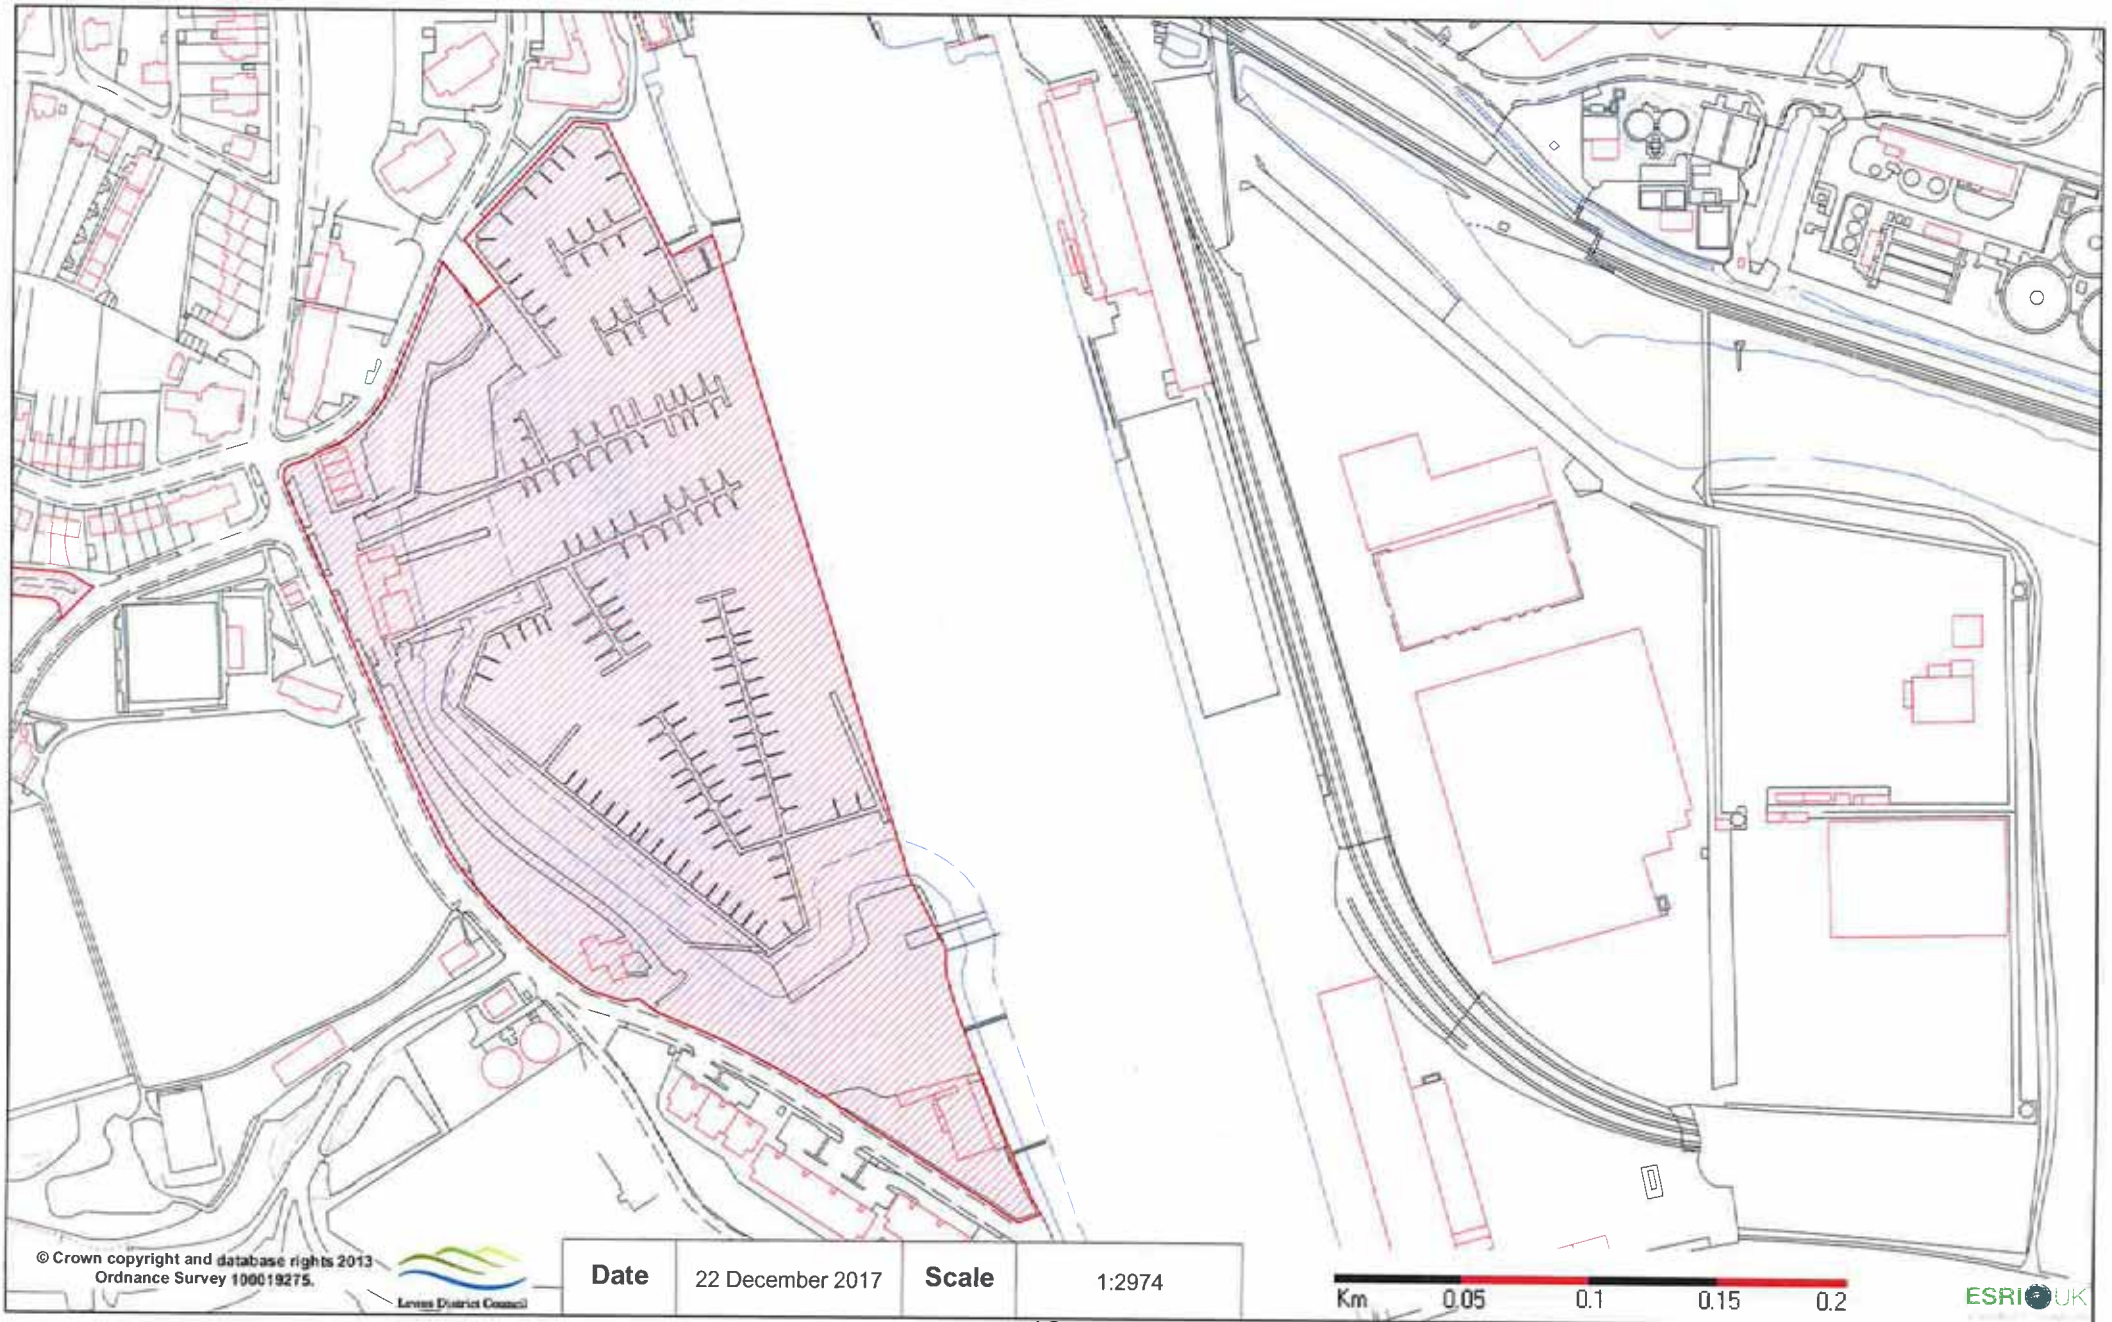 © Crown copyright and database rights 2013
Ordnance Survey 100019275.
Lewes District Council
Date
22 December 2017
Scale
1:2974
Km 0.05 0.1 0.15 0.2
ESRI UK